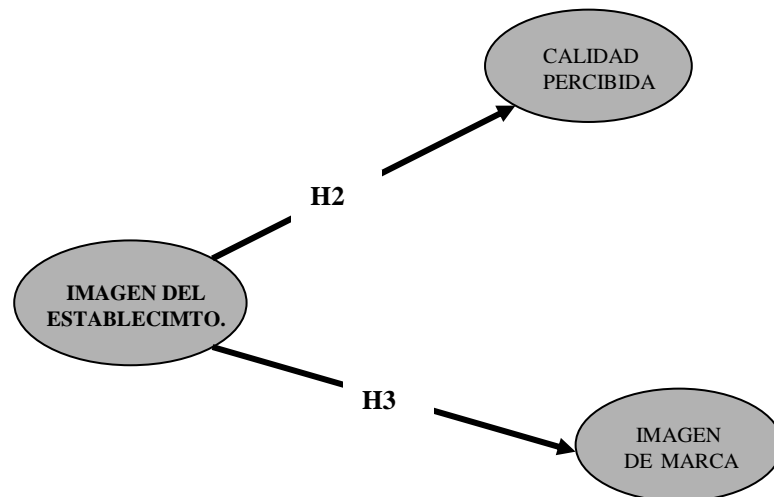 CALIDAD
PERCIBIDA
H2
IMAGEN DEL
ESTABLECIMTO.
H3
IMAGEN
DE MARCA